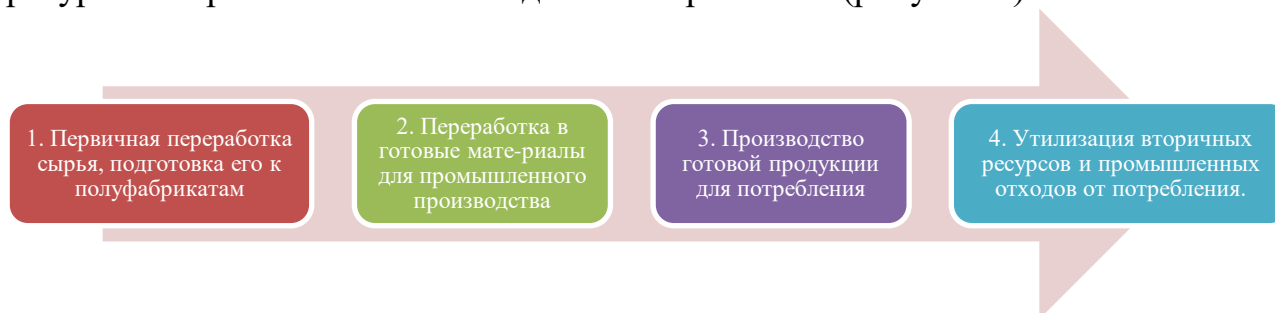 1. Первичная переработка
сырья, подготовка его к
полуфабрикатам
2. Переработка в
готовые мате-риалы
для промышленного
производства
3. Производство
готовой продукции
для потребления
4. Утилизация вторичных
ресурсов и промышленных
отходов от потребления.